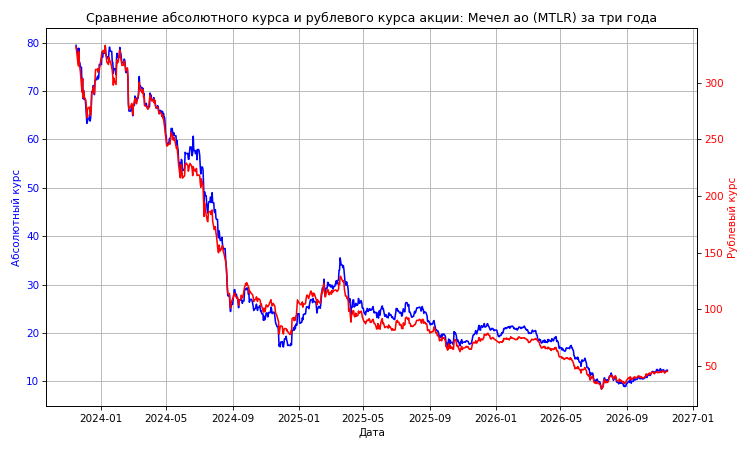 Сравнение абсолютного курса и рублевого курса акции: Мечел ао (MTLR) за три года
Абсолютный курс
80
70
60
50
40
30
20
10
300
250
200
150
100
50
Рублевый курс
2024-01 2024-05 2024-09 2025-01 2025-05 2025-09 2026-01 2026-05 2026-09 2027-01
Дата